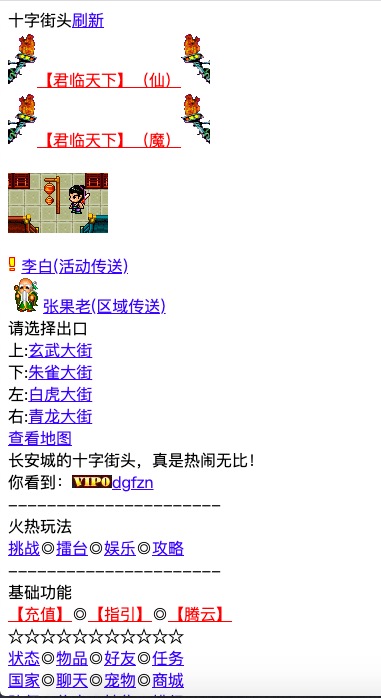 十字街头刷新
【君临天下】（仙）
【君临天下】（魔）
李白(活动传送)
张果老(区域传送)
请选择出口
上:玄武大街
下:朱雀大街
左:白虎大街
右:青龙大街
查看地图
长安城的十字街头，真是热闹无比！
你看到：VIP0dgfzn
----------------------
火热玩法
挑战◎擂台◎娱乐◎攻略
----------------------
基础功能
【充值】◎【指引】◎【腾云】
☆☆☆☆☆☆☆☆☆☆☆
状态◎物品◎好友◎任务
国家◎聊天◎宠物◎商城